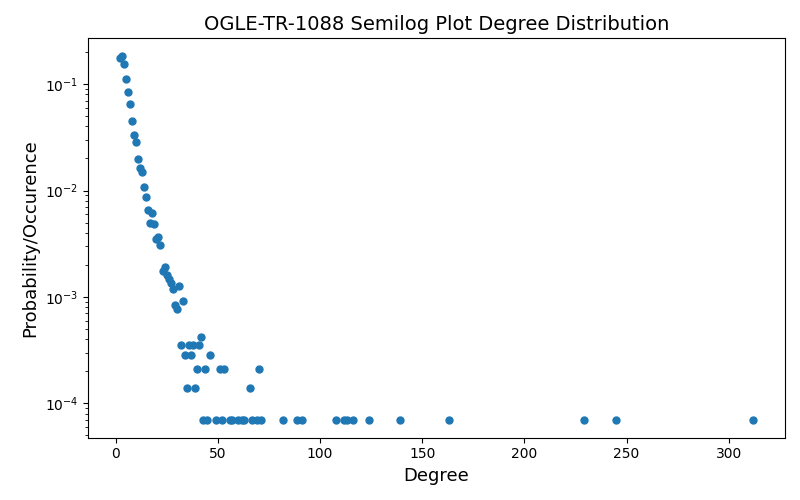 OGLE-TR-1088 Semilog Plot Degree Distribution
Probability/Occurence
10⁻¹
10⁻²
10⁻³
10⁻⁴
0 50 100 150 200 250 300
Degree